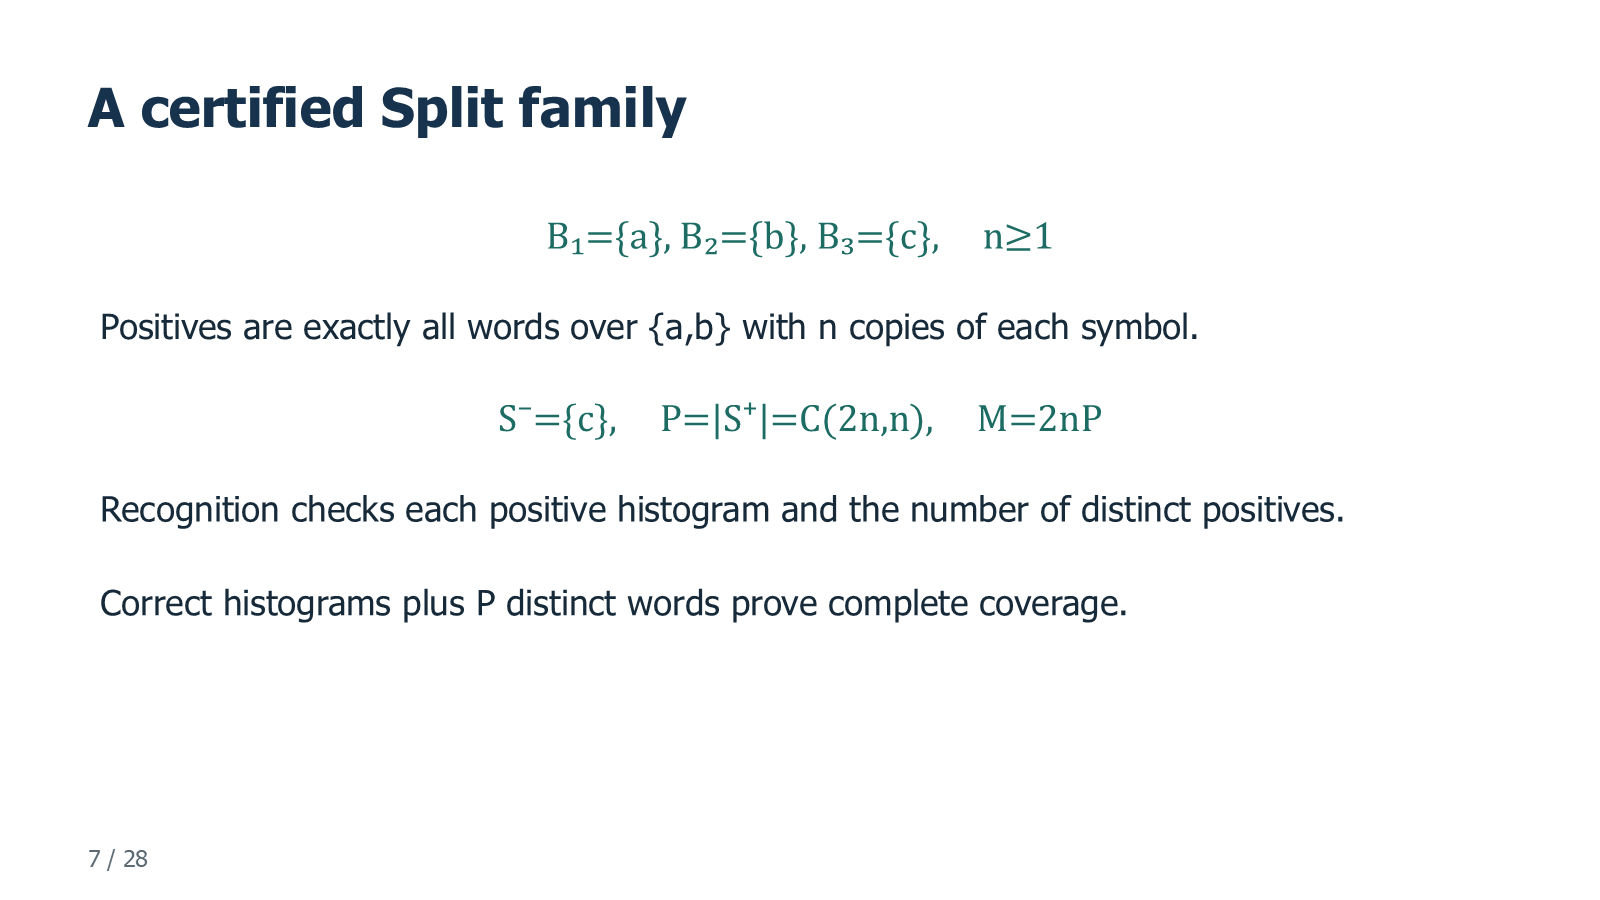 A certified Split family
B₁={a}, B₂={b}, B₃={c}, n≥1
Positives are exactly all words over {a,b} with n copies of each symbol.
S⁻={c}, P=|S⁺|=C(2n,n), M=2nP
Recognition checks each positive histogram and the number of distinct positives.
Correct histograms plus P distinct words prove complete coverage.
7 / 28